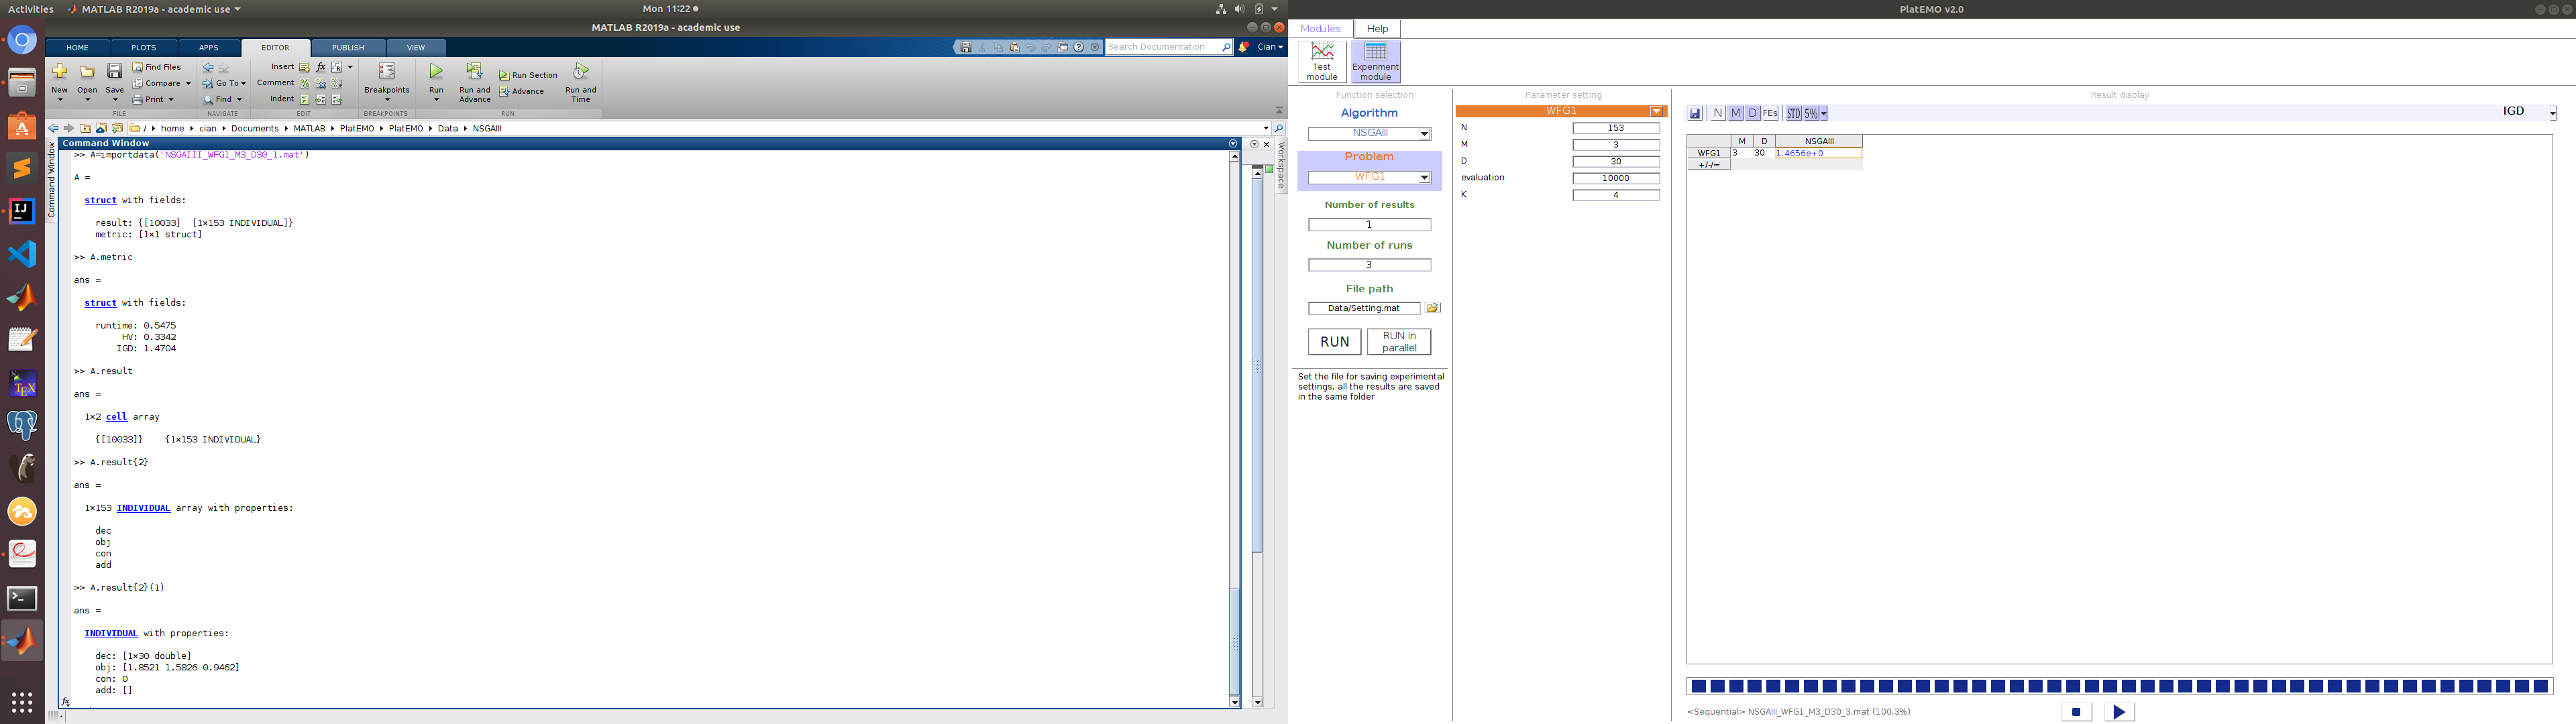 Activities
MATLAB R2019a - academic use
Mon 11:22
MATLAB R2019a - academic use
HOME PLOTS APPS EDITOR PUBLISH VIEW
Search Documentation
Cian
New Open Save
Find Files
Compare
Print
Go To
Find
Insert
Comment
Indent
fx
Breakpoints
Run
Run and Advance
Run Section
Advance
Run and Time
FILE NAVIGATE EDIT BREAKPOINTS RUN
/ home cian Documents MATLAB PlatEMO PlatEMO Data NSGAIII
Command Window
Workspace
Command Window
>> A=importdata('NSGAIII_WFG1_M3_D30_1.mat')
A =
struct with fields:
result: {[10033] [1×153 INDIVIDUAL]}
metric: [1×1 struct]
>> A.metric
ans =
struct with fields:
runtime: 0.5475
HV: 0.3342
IGD: 1.4704
>> A.result
ans =
1×2 cell array
{[10033]} {1×153 INDIVIDUAL}
>> A.result{2}
ans =
1×153 INDIVIDUAL array with properties:
dec
obj
con
add
>> A.result{2}(1)
ans =
INDIVIDUAL with properties:
dec: [1×30 double]
obj: [1.8521 1.5826 0.9462]
con: 0
add: []
fx
IJ
TEX
PlatEMO v2.0
Modules Help
Test module
Experiment module
Function selection
Algorithm
NSGAIII
Problem
WFG1
Number of results
1
Number of runs
3
File path
Data/Setting.mat
RUN
RUN in parallel
Set the file for saving experimental
settings, all the results are saved
in the same folder
Parameter setting
WFG1
N 153
M 3
D 30
evaluation 10000
K 4
Result display
N M D FEs STD 5%
IGD
M D NSGAIII
WFG1 3 30 1.4656e+0
+/-/=
<Sequential> NSGAIII_WFG1_M3_D30_3.mat (100.3%)